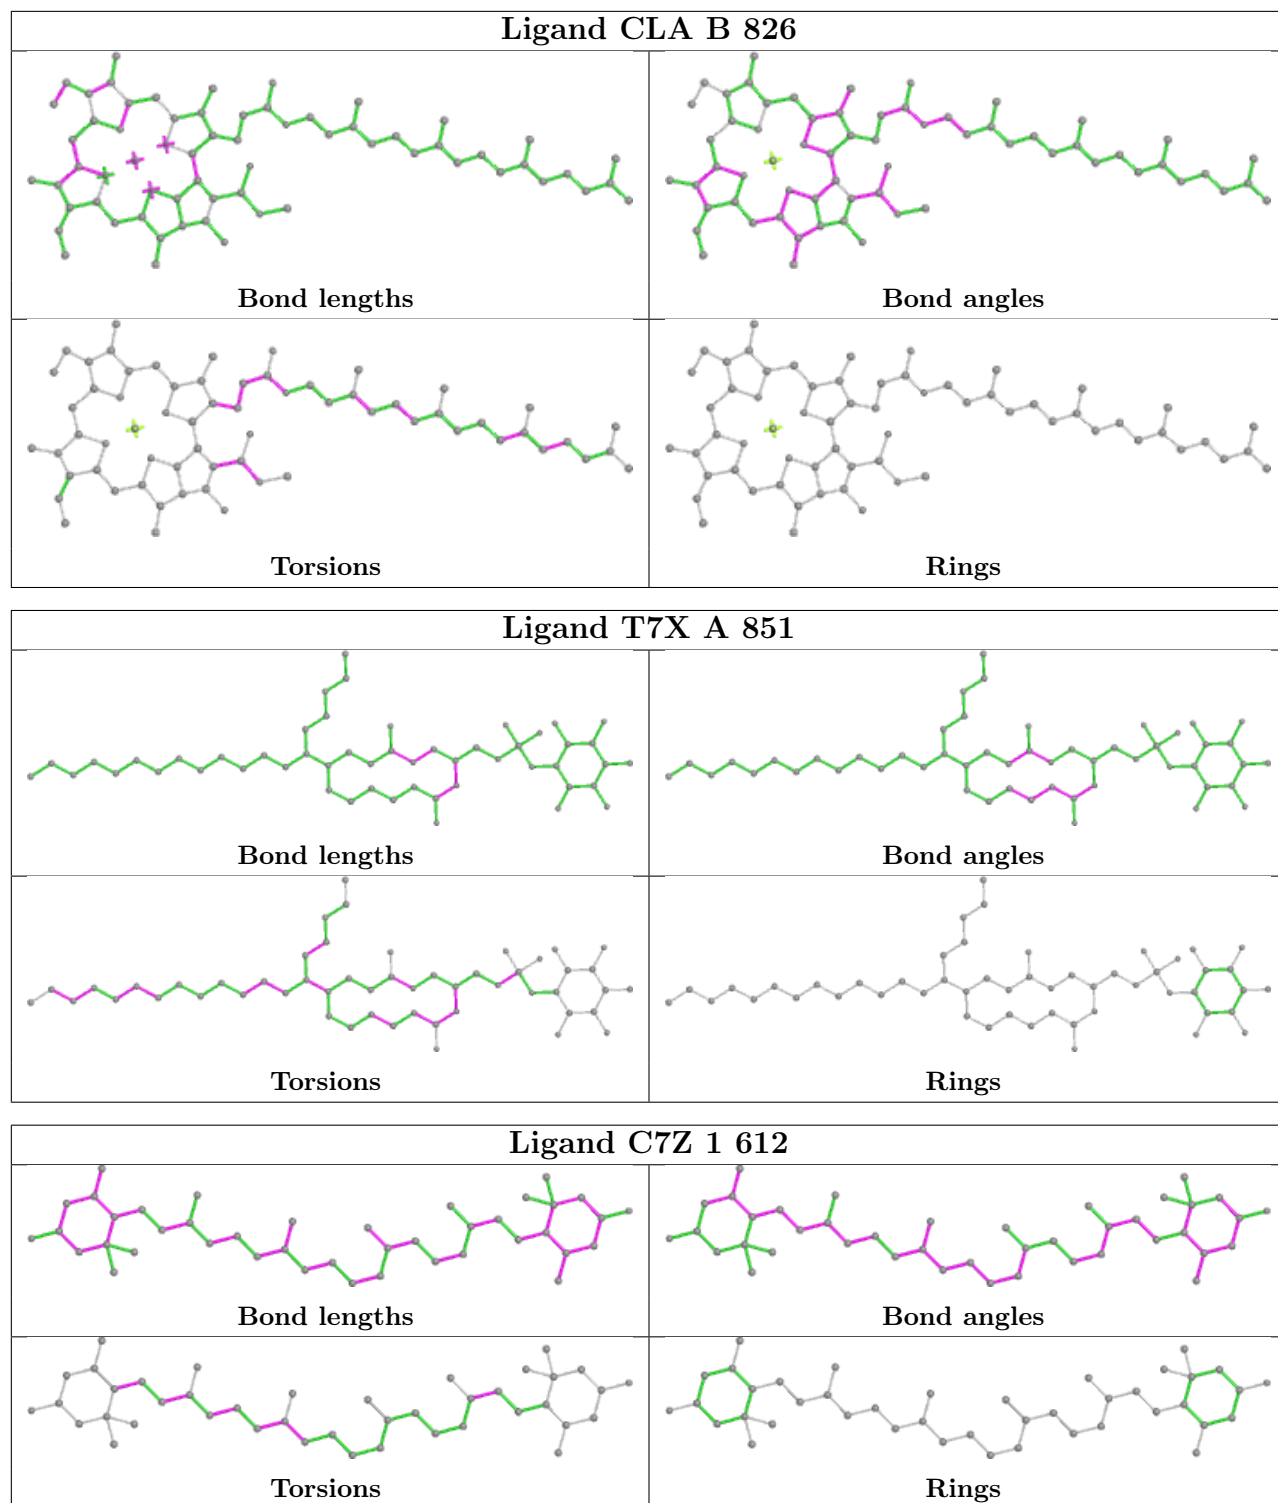 Ligand CLA B 826
Bond lengths
Bond angles
Torsions
Rings
Ligand T7X A 851
Bond lengths
Bond angles
Torsions
Rings
Ligand C7Z 1 612
Bond lengths
Bond angles
Torsions
Rings